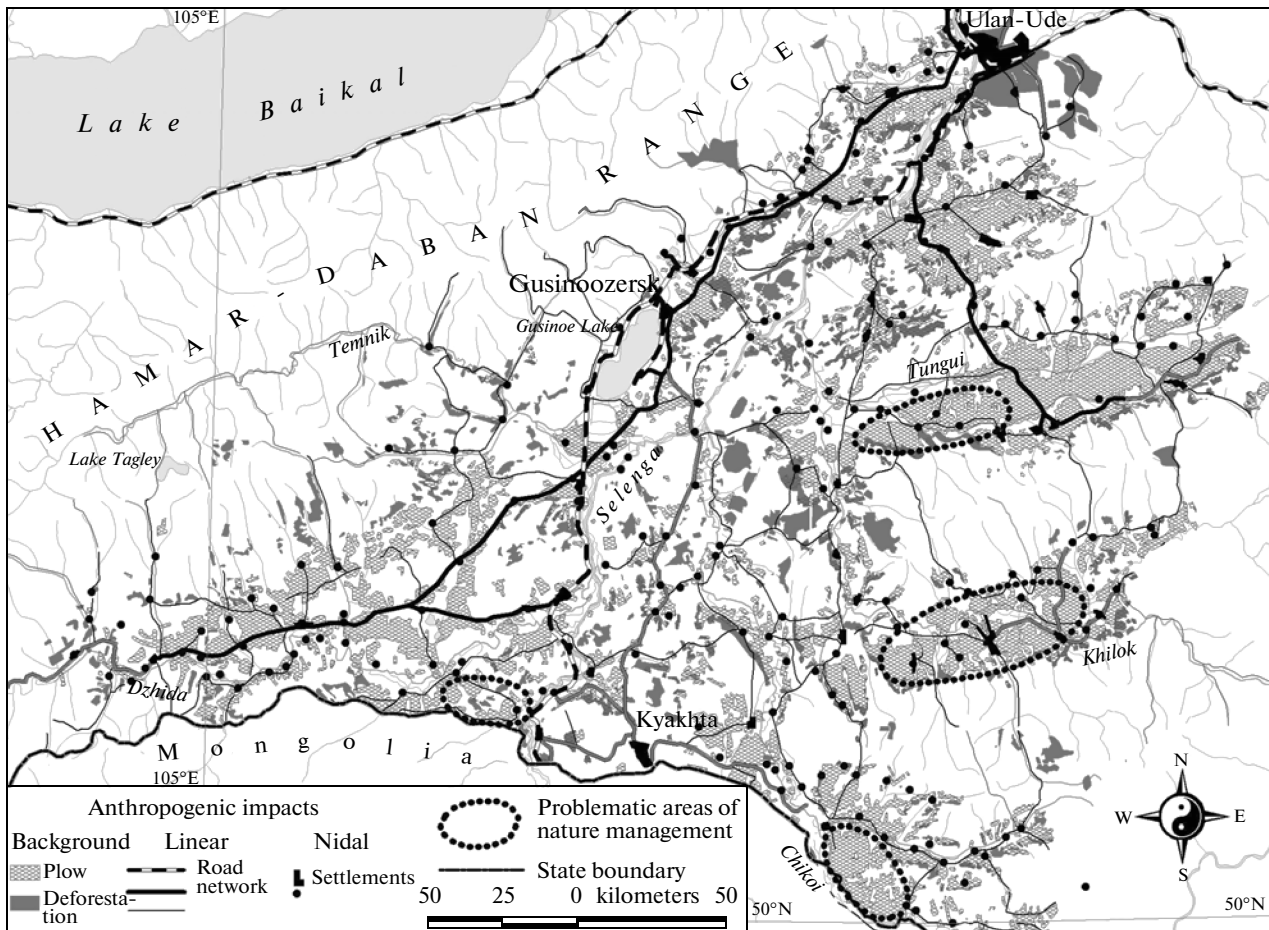 105°E
Ulan-Ude
Lake Baikal
HAMAR-DABAN RANGE
Gusinoozersk
Gusinoe Lake
Temnik
Tungui
Lake Tagley
Selenga
Khilok
Dzhida
Kyakhta
Mongolia
105°E
Chikoi
N
W
E
S
50°N
50°N
Anthropogenic impacts
Background
Linear
Nidal
Plow
Deforesta-
tion
Road
network
Settlements
Problematic areas of
nature management
State boundary
50 25 0 kilometers 50